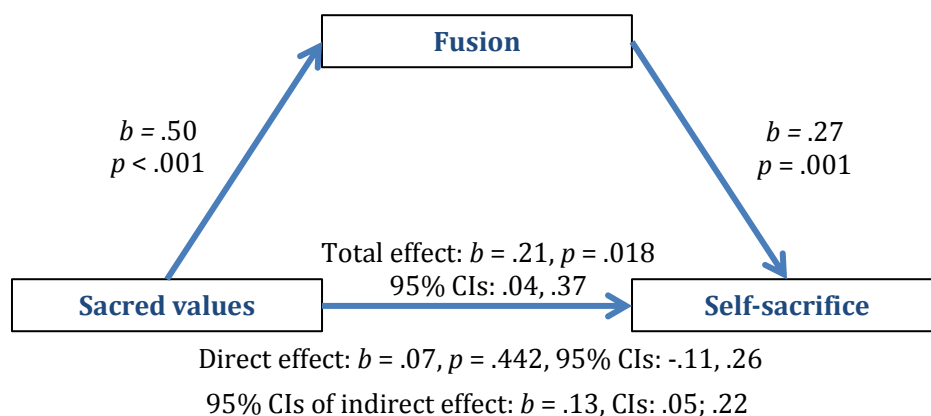 Fusion
b = .50
p < .001
b = .27
p = .001
Total effect: b = .21, p = .018
95% CIs: .04, .37
Sacred values
Self-sacrifice
Direct effect: b = .07, p = .442, 95% CIs: -.11, .26
95% CIs of indirect effect: b = .13, CIs: .05; .22